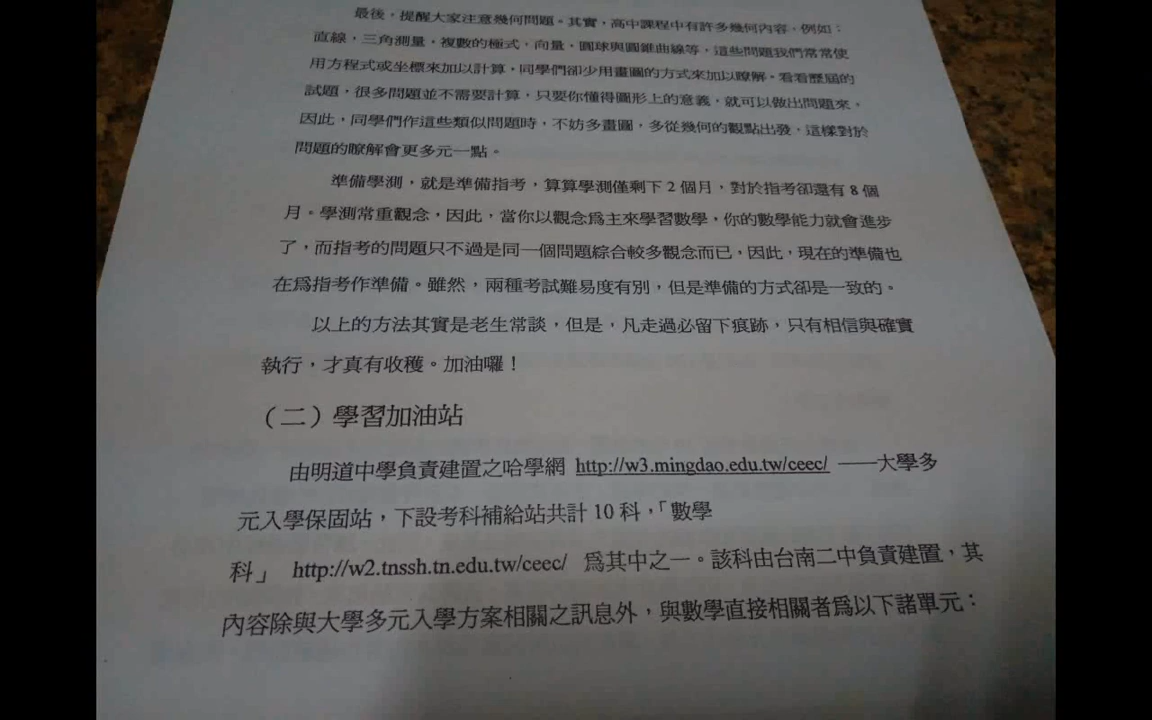 最後，提醒大家注意幾何問題。其實，高中課程中有許多幾何內容，例如：
直線，三角測量，複數的極式，向量，圓球與圓錐曲線等，這些問題我們常常使
用方程式或坐標來加以計算，同學們卻少用畫圖的方式來加以瞭解。看看歷屆的
試題，很多問題並不需要計算，只要你懂得圖形上的意義，就可以做出問題來。
因此，同學們作這些類似問題時，不妨多畫圖，多從幾何的觀點出發，這樣對於
問題的瞭解會更多元一點。
準備學測，就是準備指考，算算學測僅剩下 2 個月，對於指考卻還有 8 個
月。學測常重觀念，因此，當你以觀念為主來學習數學，你的數學能力就會進步
了，而指考的問題只不過是同一個問題綜合較多觀念而已，因此，現在的準備也
在為指考作準備。雖然，兩種考試難易度有別，但是準備的方式卻是一致的。
以上的方法其實是老生常談，但是，凡走過必留下痕跡，只有相信與確實
執行，才真有收穫。加油囉！
（二）學習加油站
由明道中學負責建置之哈學網 http://w3.mingdao.edu.tw/ceec/ ──大學多
元入學保固站，下設考科補給站共計 10 科，「數學
科」 http://w2.tnssh.tn.edu.tw/ceec/ 為其中之一。該科由台南二中負責建置，其
內容除與大學多元入學方案相關之訊息外，與數學直接相關者為以下諸單元：